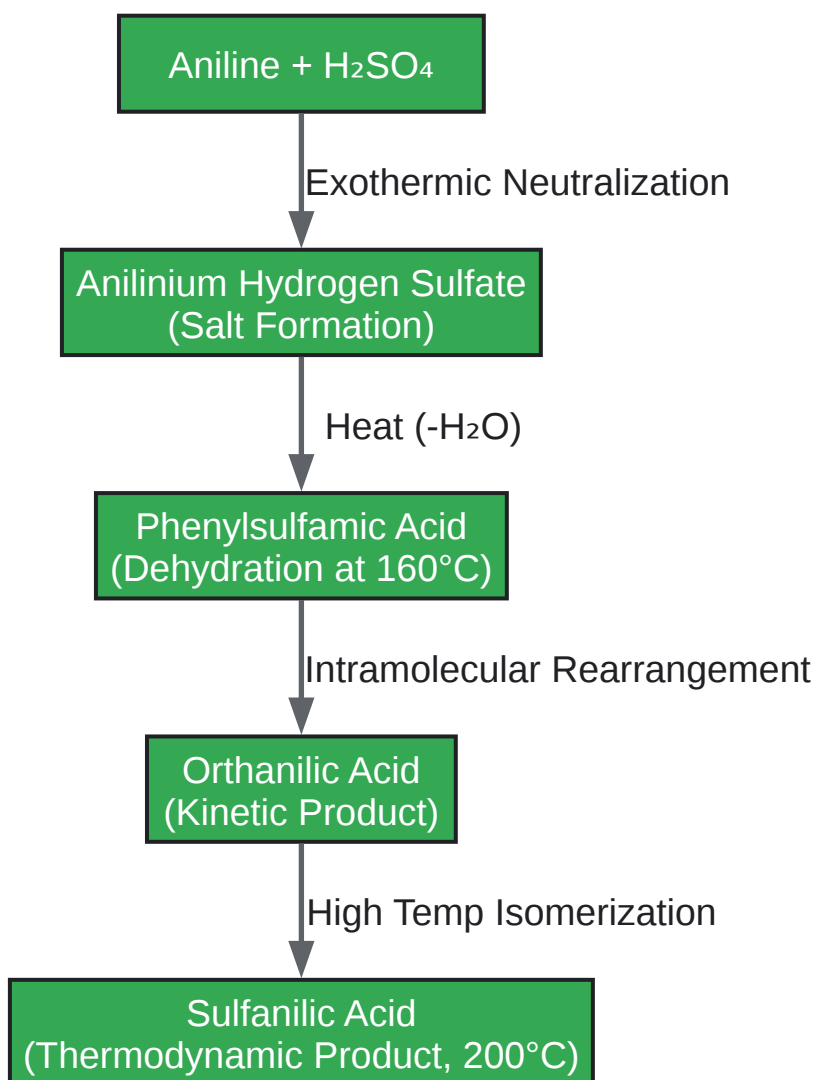 Aniline + H₂SO₄
Exothermic Neutralization
Anilinium Hydrogen Sulfate
(Salt Formation)
Heat (-H₂O)
Phenylsulfamic Acid
(Dehydration at 160°C)
Intramolecular Rearrangement
Orthanilic Acid
(Kinetic Product)
High Temp Isomerization
Sulfanilic Acid
(Thermodynamic Product, 200°C)